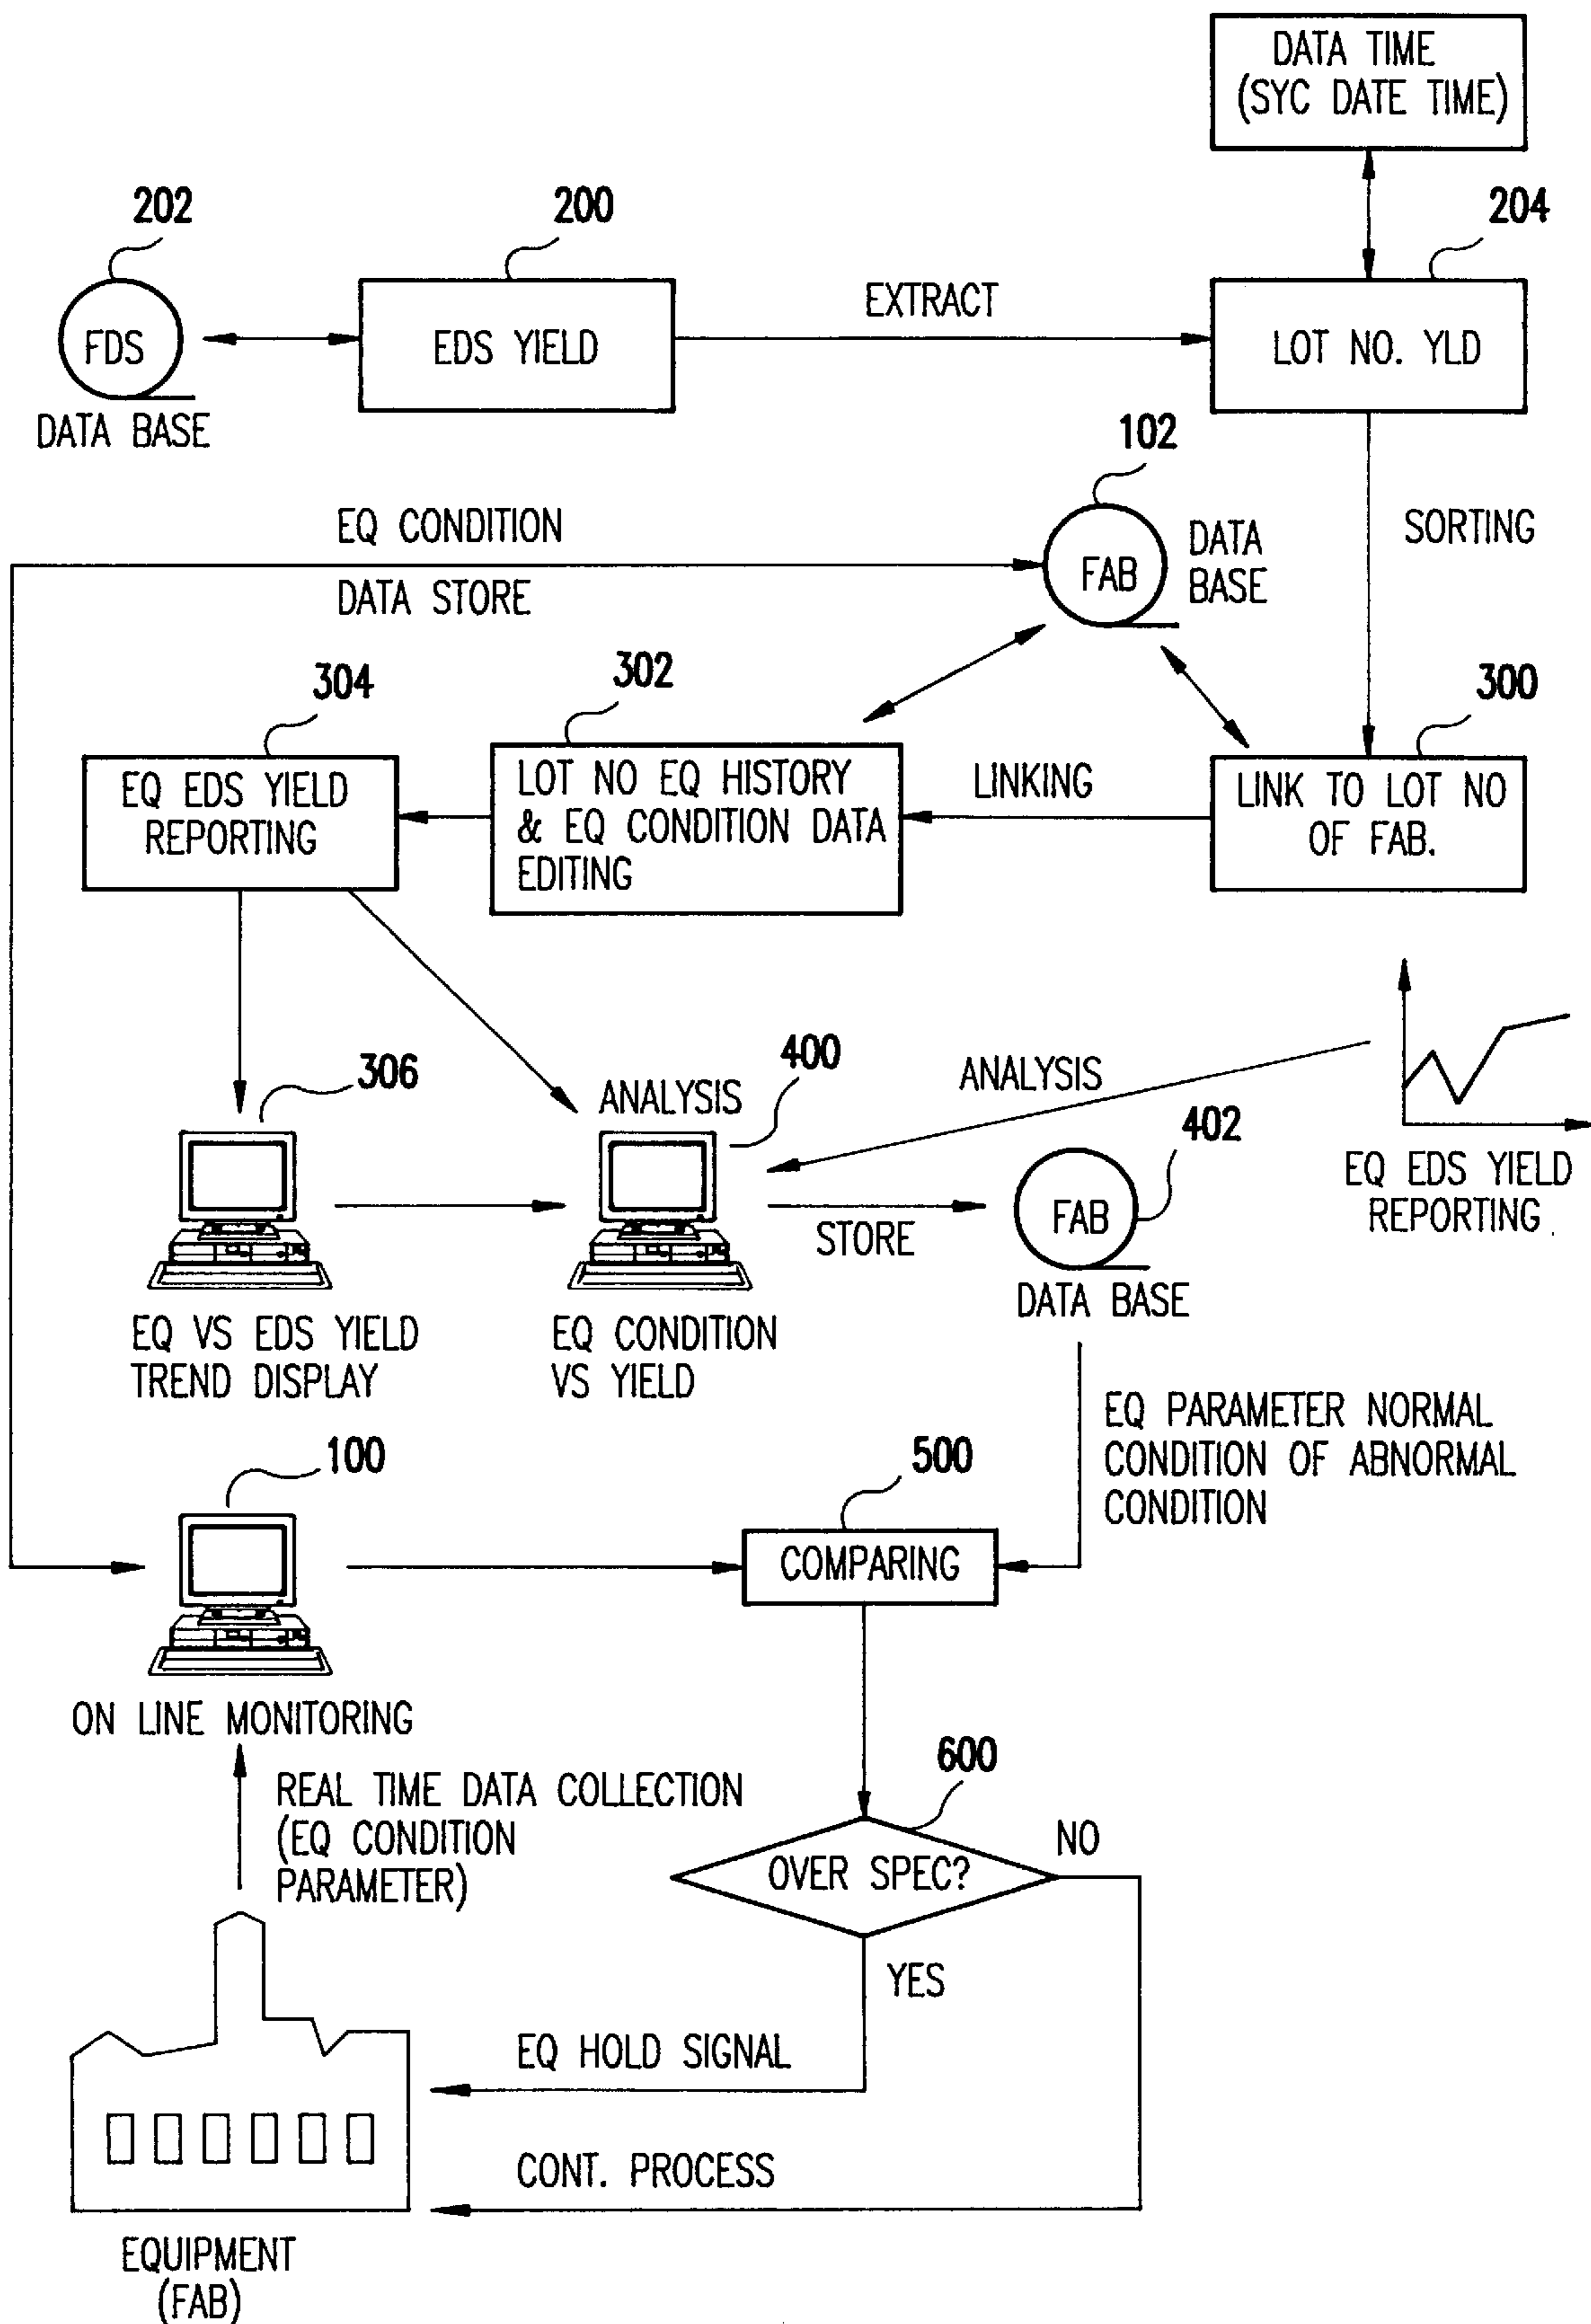 DATA TIME
(SYC DATE TIME)
202
200
204
FDS
EDS YIELD
EXTRACT
LOT NO. YLD
DATA BASE
102
EQ CONDITION
DATA STORE
FAB
DATA
BASE
SORTING
304
302
300
EQ EDS YIELD
REPORTING
LOT NO EQ HISTORY
& EQ CONDITION DATA
EDITING
LINKING
LINK TO LOT NO
OF FAB.
306
ANALYSIS
400
ANALYSIS
402
EQ EDS YIELD
REPORTING
STORE
FAB
DATA BASE
EQ VS EDS YIELD
TREND DISPLAY
EQ CONDITION
VS YIELD
EQ PARAMETER NORMAL
CONDITION OF ABNORMAL
CONDITION
100
500
COMPARING
ON LINE MONITORING
REAL TIME DATA COLLECTION
(EQ CONDITION
PARAMETER)
600
OVER SPEC?
NO
YES
EQ HOLD SIGNAL
CONT. PROCESS
EQUIPMENT
(FAB)